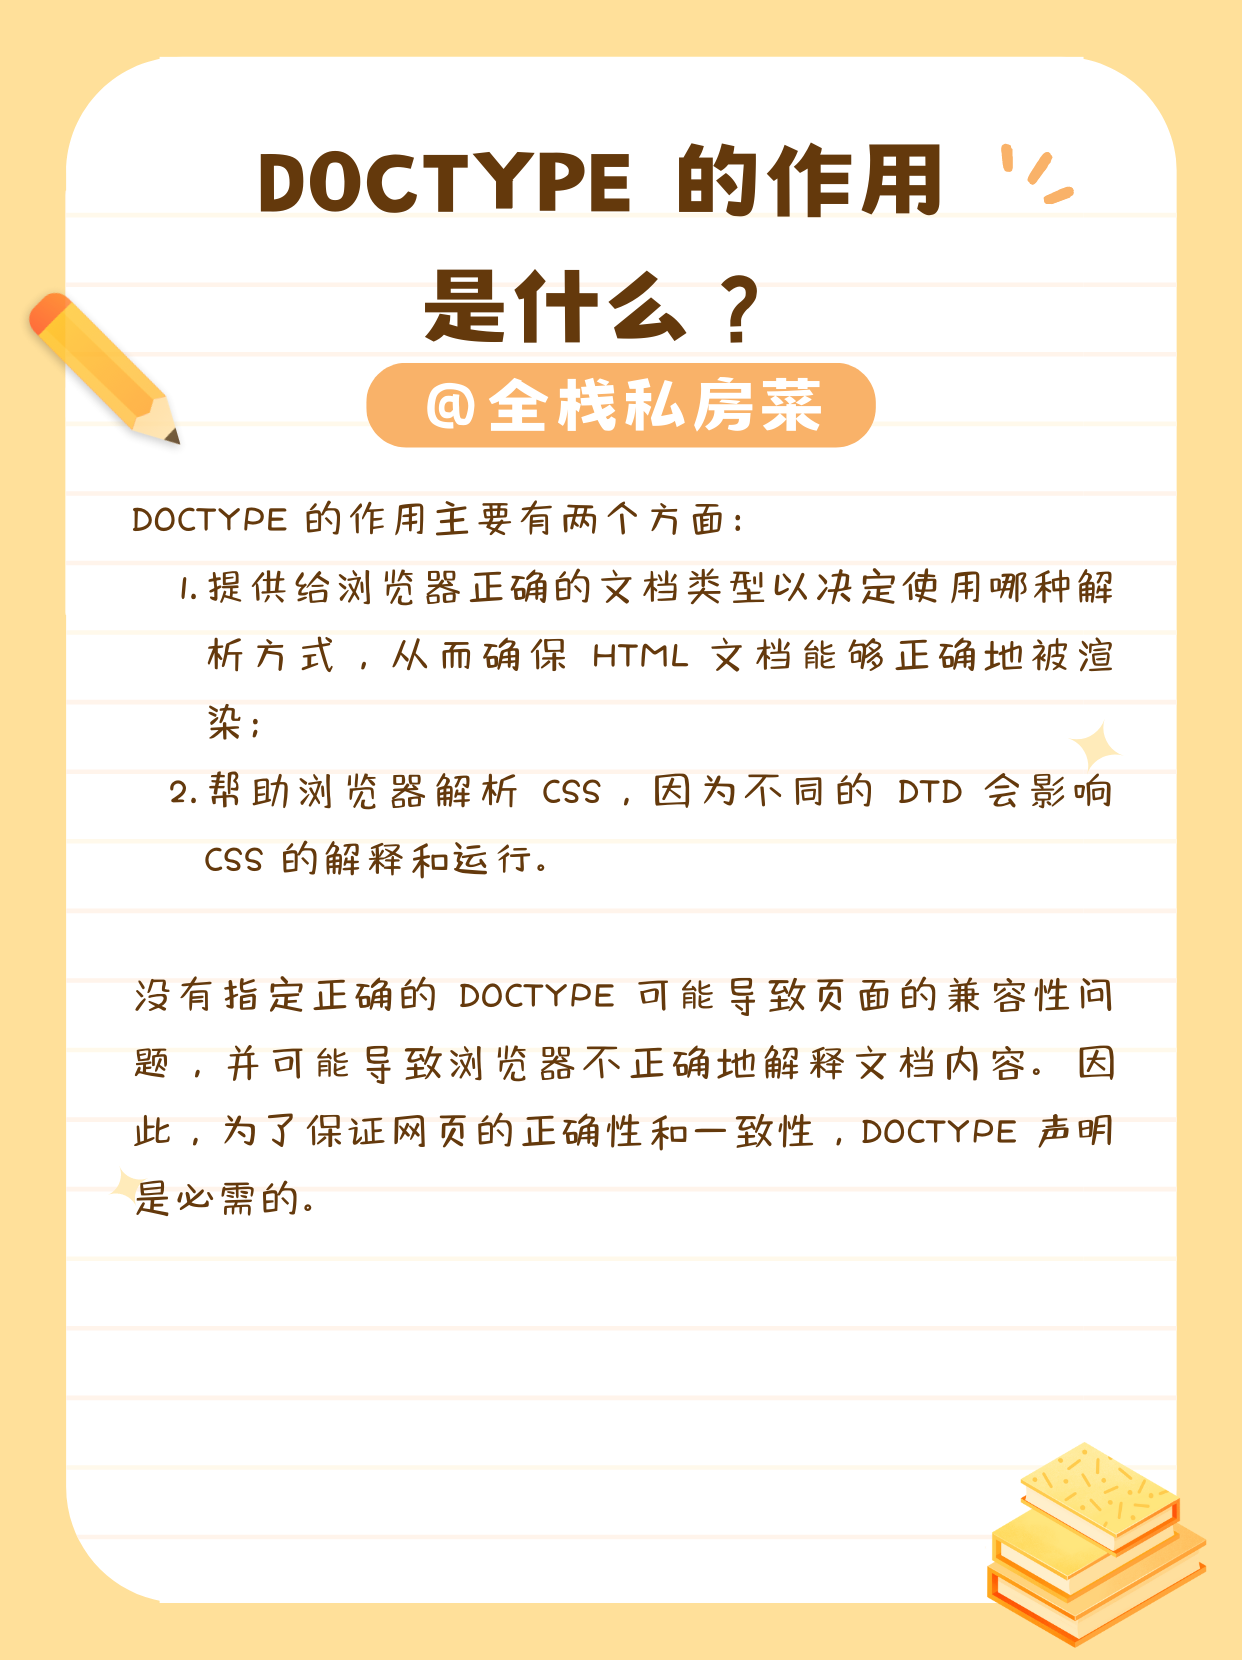 DOCTYPE 的作用
是什么？
@全栈私房菜
DOCTYPE 的作用主要有两个方面：
1. 提供给浏览器正确的文档类型以决定使用哪种解
析方式，从而确保 HTML 文档能够正确地被渲
染；
2. 帮助浏览器解析 CSS，因为不同的 DTD 会影响
CSS 的解释和运行。
没有指定正确的 DOCTYPE 可能导致页面的兼容性问
题，并可能导致浏览器不正确地解释文档内容。因
此，为了保证网页的正确性和一致性，DOCTYPE 声明
是必需的。